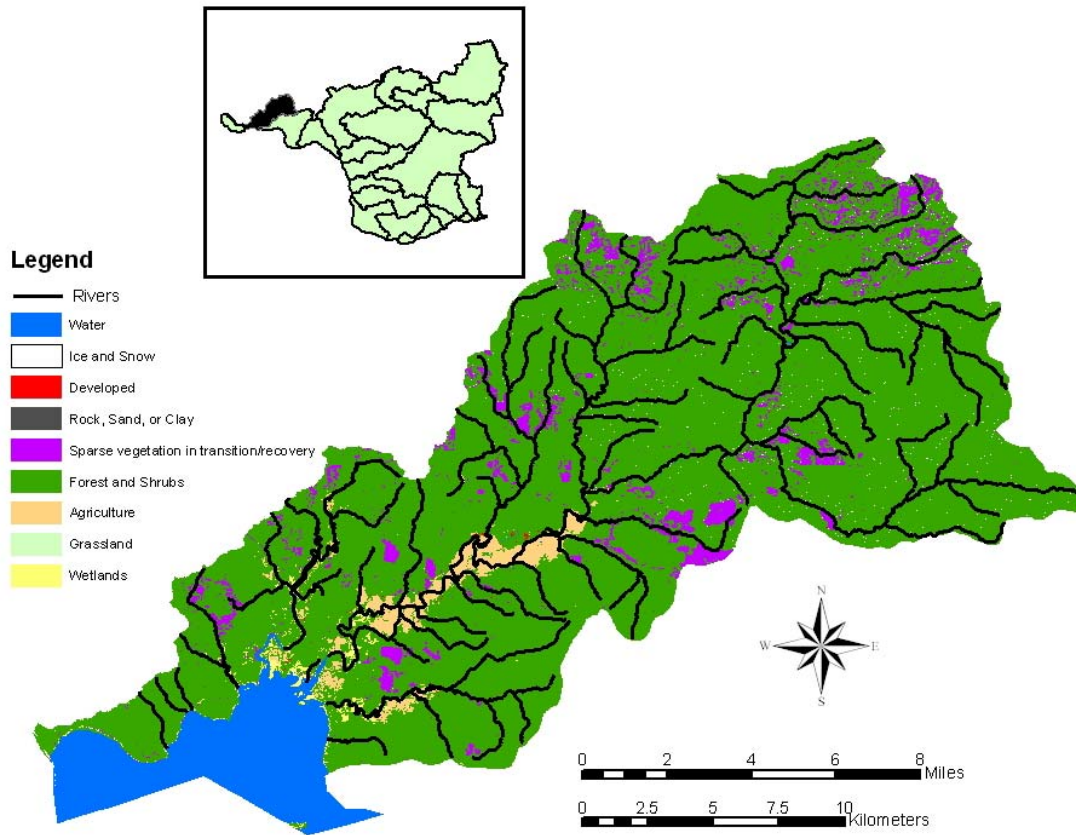 Legend
Rivers
Water
Ice and Snow
Developed
Rock, Sand, or Clay
Sparse vegetation in transition/recovery
Forest and Shrubs
Agriculture
Grassland
Wetlands
N
W E
S
0 2 4 6 8
Miles
0 2.5 5 7.5 10
Kilometers